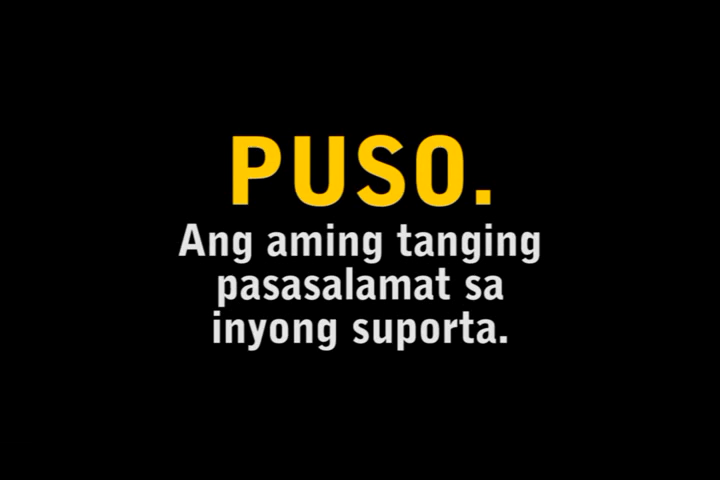 PUSO.
Ang aming tanging
pasasalamat sa
inyong suporta.